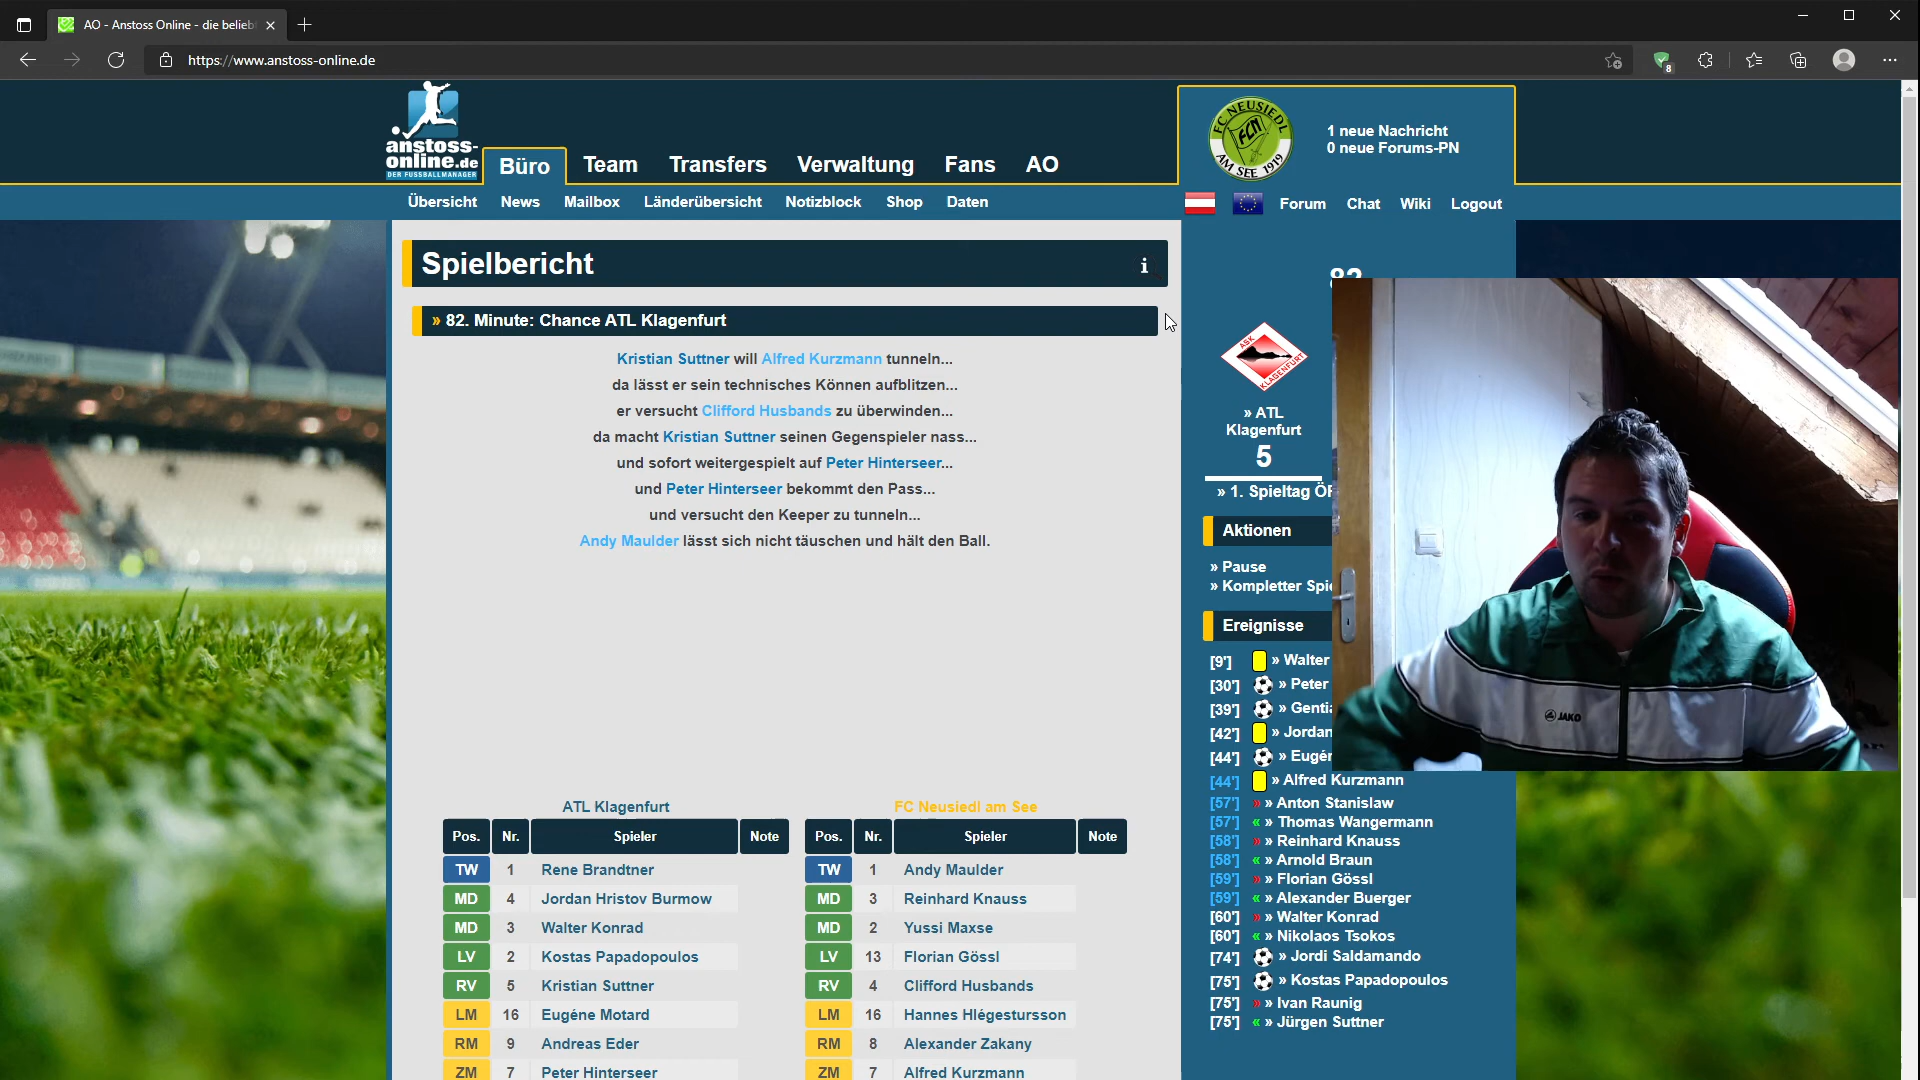 AO - Anstoss Online - die belieb
https://www.anstoss-online.de
8
anstoss-
online.de
DER FUSSBALLMANAGER
Büro
Team
Transfers
Verwaltung
Fans
AO
FC NEUSIEDL
FCN
AM SEE 1919
1 neue Nachricht
0 neue Forums-PN
Übersicht
News
Mailbox
Länderübersicht
Notizblock
Shop
Daten
Forum
Chat
Wiki
Logout
Spielbericht
i
» 82. Minute: Chance ATL Klagenfurt
Kristian Suttner will Alfred Kurzmann tunneln...
da lässt er sein technisches Können aufblitzen...
er versucht Clifford Husbands zu überwinden...
da macht Kristian Suttner seinen Gegenspieler nass...
und sofort weitergespielt auf Peter Hinterseer...
und Peter Hinterseer bekommt den Pass...
und versucht den Keeper zu tunneln...
Andy Maulder lässt sich nicht täuschen und hält den Ball.
ATL Klagenfurt
Pos. Nr. Spieler Note
TW 1 Rene Brandtner
MD 4 Jordan Hristov Burmow
MD 3 Walter Konrad
LV 2 Kostas Papadopoulos
RV 5 Kristian Suttner
LM 16 Eugéne Motard
RM 9 Andreas Eder
ZM 7 Peter Hinterseer
FC Neusiedl am See
Pos. Nr. Spieler Note
TW 1 Andy Maulder
MD 3 Reinhard Knauss
MD 2 Yussi Maxse
LV 13 Florian Gössl
RV 4 Clifford Husbands
LM 16 Hannes Hlégestursson
RM 8 Alexander Zakany
ZM 7 Alfred Kurzmann
82
ASK
KLAGENFURT
» ATL
Klagenfurt
5
» 1. Spieltag
Aktionen
» Pause
» Kompletter
Ereignisse
[9'] » Walter
[30'] » Peter
[39'] »
[42'] » Jordan
[44'] »
[44'] » Alfred Kurzmann
[57'] » » Anton Stanislaw
[57'] « » Thomas Wangermann
[58'] » » Reinhard Knauss
[58'] « » Arnold Braun
[59'] » » Florian Gössl
[59'] « » Alexander Buerger
[60'] » » Walter Konrad
[60'] « » Nikolaos Tsokos
[74'] » Jordi Saldamando
[75'] » Kostas Papadopoulos
[75'] » » Ivan Raunig
[75'] « » Jürgen Suttner
JAKO